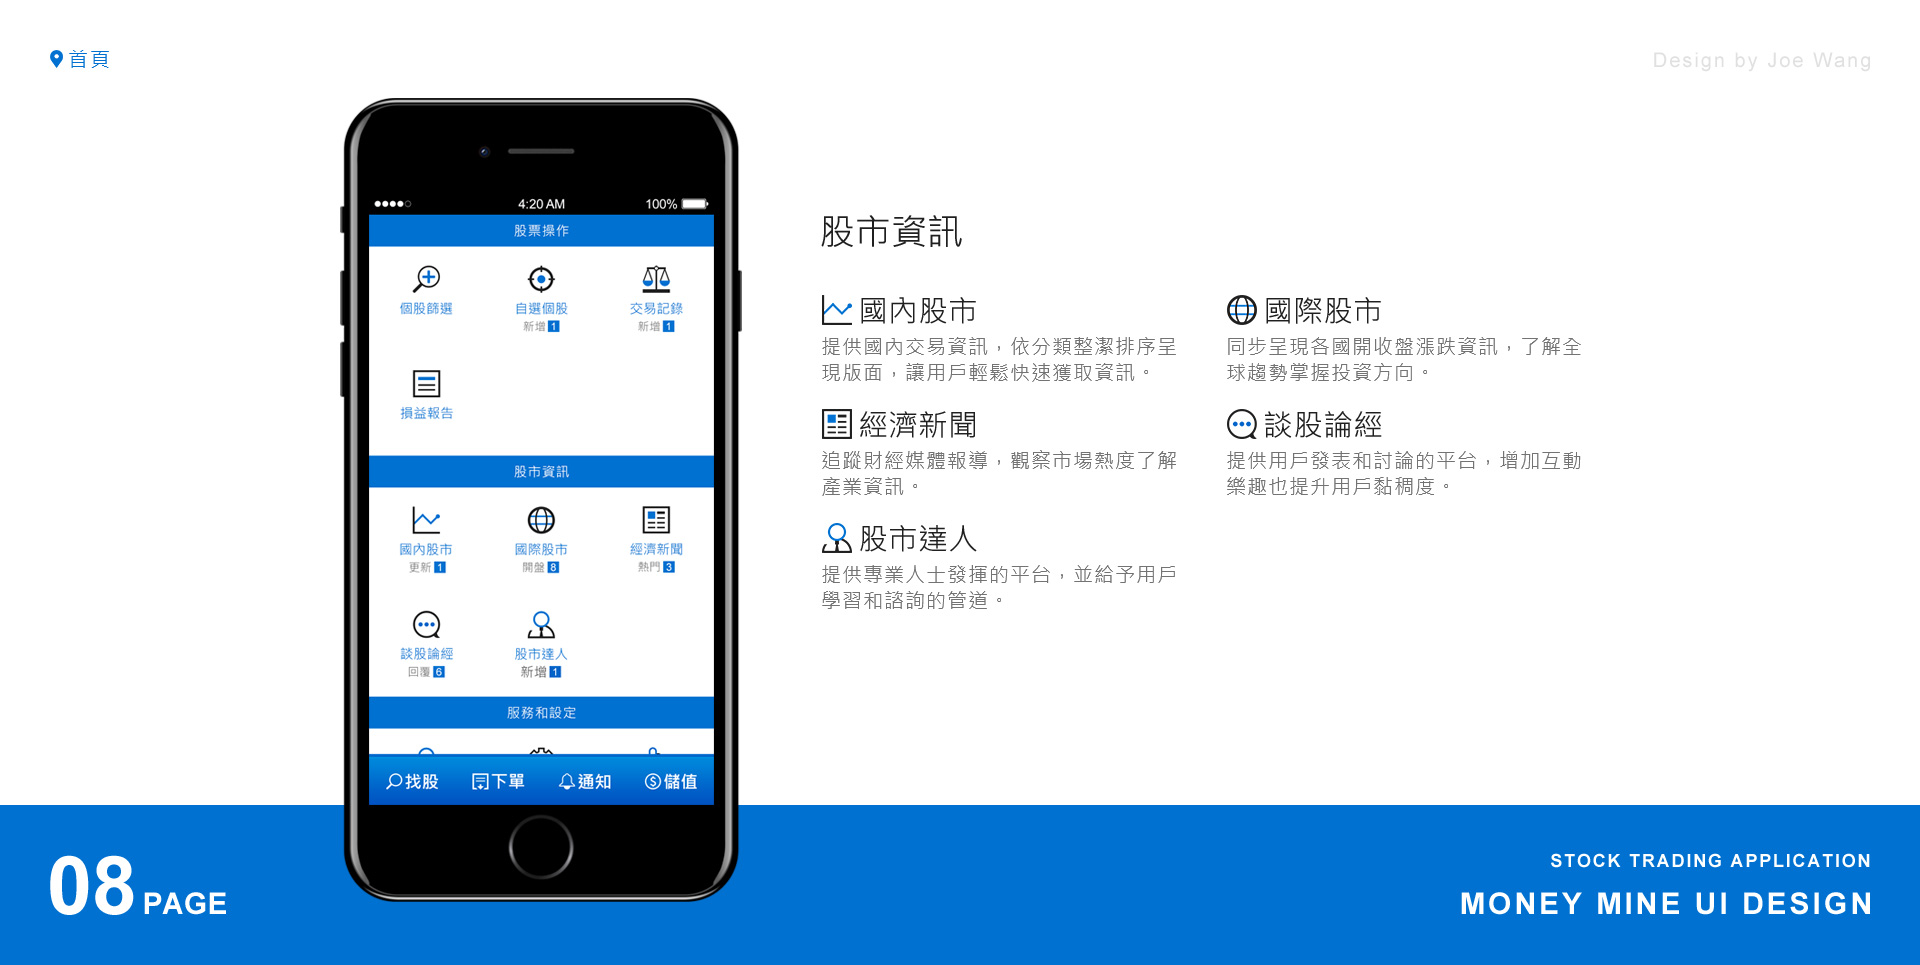 首頁
Design by Joe Wang
4:20 AM
100%
股票操作
個股篩選
自選個股
交易記錄
新增 1
新增 1
損益報告
股市資訊
國內股市
國際股市
經濟新聞
更新 1
開盤 8
熱門 3
談股論經
股市達人
回覆 6
新增 1
服務和設定
找股
下單
通知
儲值
股市資訊
國內股市
提供國內交易資訊，依分類整潔排序呈
現版面，讓用戶輕鬆快速獲取資訊。
國際股市
同步呈現各國開收盤漲跌資訊，了解全
球趨勢掌握投資方向。
經濟新聞
追蹤財經媒體報導，觀察市場熱度了解
產業資訊。
談股論經
提供用戶發表和討論的平台，增加互動
樂趣也提升用戶黏稠度。
股市達人
提供專業人士發揮的平台，並給予用戶
學習和諮詢的管道。
08 PAGE
STOCK TRADING APPLICATION
MONEY MINE UI DESIGN